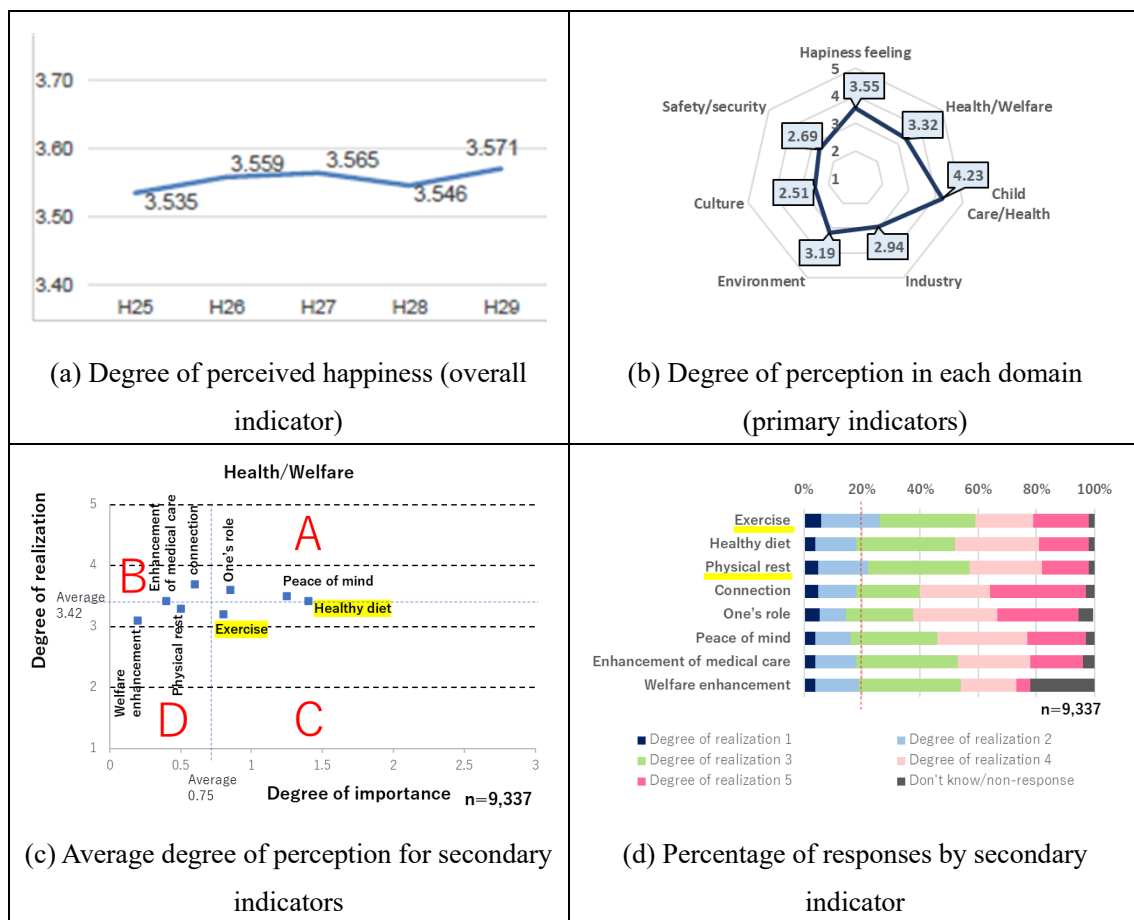 3.70
3.60
3.50
3.40
3.535
3.559
3.565
3.546
3.571
H25
H26
H27
H28
H29
(a) Degree of perceived happiness (overall
indicator)
Hapiness feeling
Health/Welfare
Child
Care/Health
Industry
Environment
Culture
Safety/security
5
4
3
2
1
3.55
3.32
4.23
2.94
3.19
2.51
2.69
(b) Degree of perception in each domain
(primary indicators)
Health/Welfare
Degree of realization
5
4
3
2
1
Average
3.42
A
B
C
D
Enhancement
of medical care
connection
One's role
Peace of mind
Healthy diet
Exercise
Physical rest
Welfare
enhancement
0
0.5
1
1.5
2
2.5
3
Average
0.75
Degree of importance
n=9,337
(c) Average degree of perception for secondary
indicators
0%
20%
40%
60%
80%
100%
Exercise
Healthy diet
Physical rest
Connection
One's role
Peace of mind
Enhancement of medical care
Welfare enhancement
n=9,337
Degree of realization 1
Degree of realization 2
Degree of realization 3
Degree of realization 4
Degree of realization 5
Don't know/non-response
(d) Percentage of responses by secondary
indicator